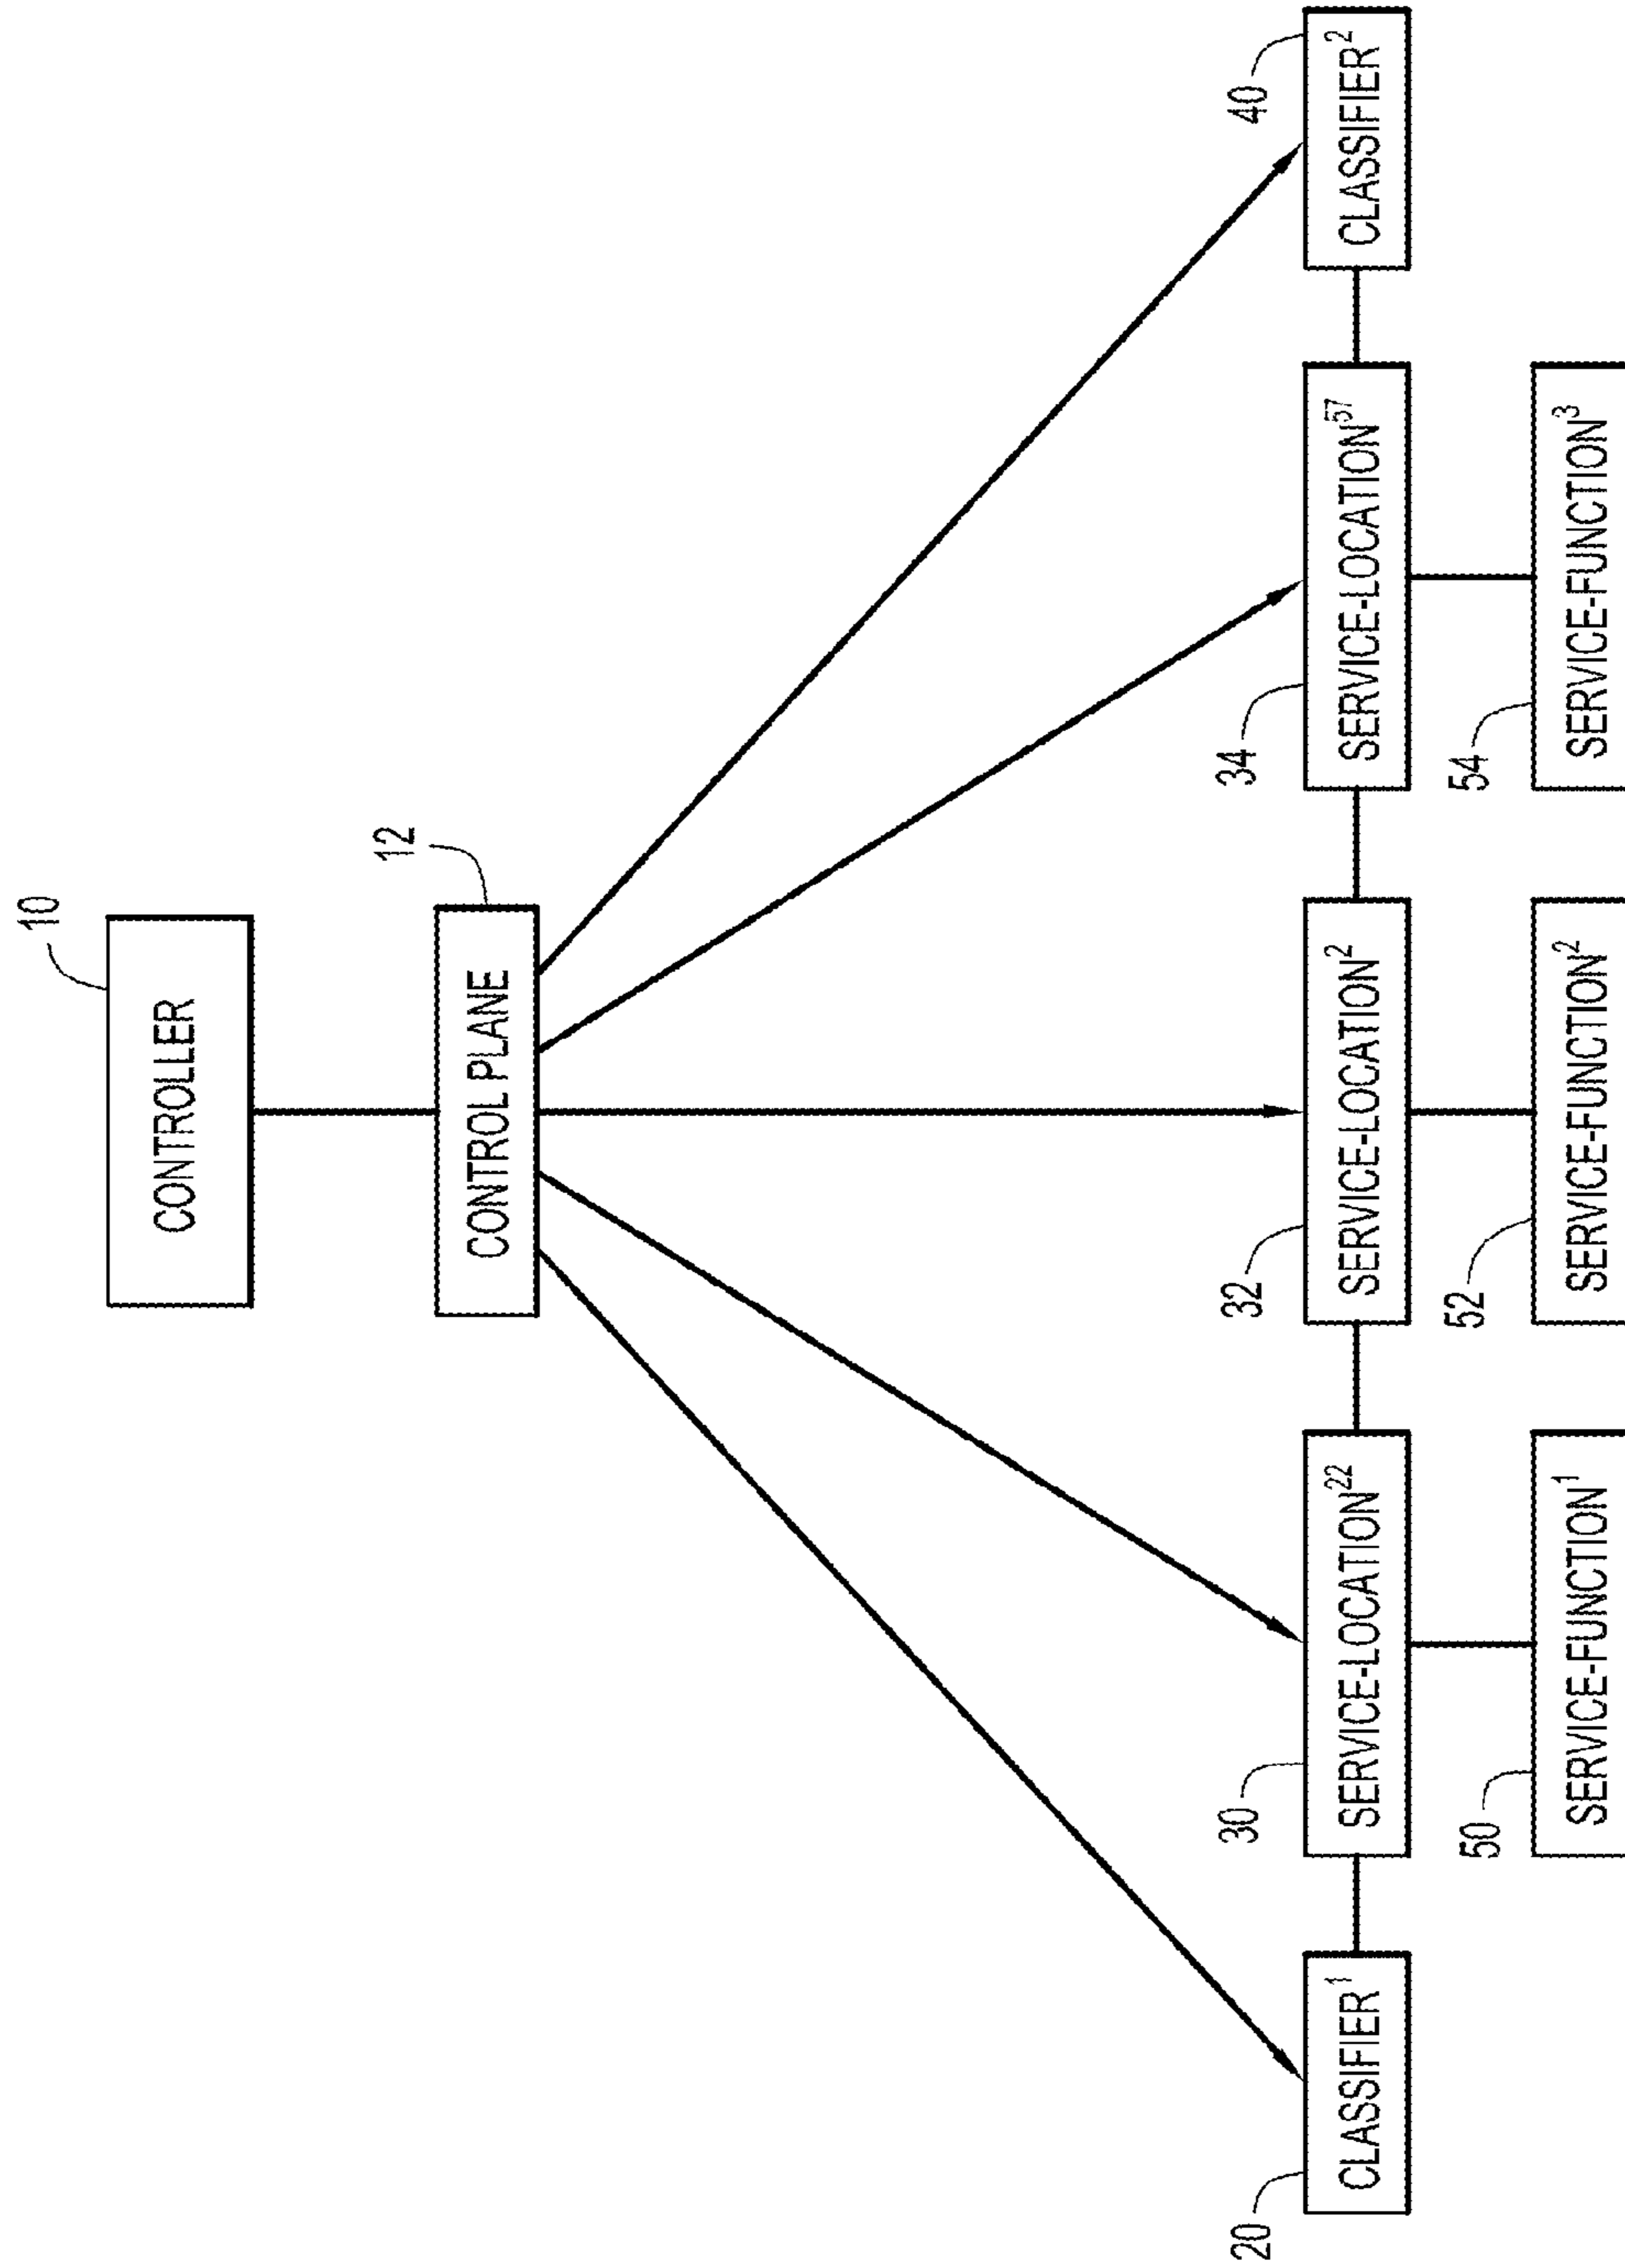 10
CONTROLLER
12
CONTROL PLANE
20
CLASSIFIER¹
30
SERVICE-LOCATION²²
32
SERVICE-LOCATION²
34
SERVICE-LOCATION⁵⁷
40
CLASSIFIER²
50
SERVICE-FUNCTION¹
52
SERVICE-FUNCTION²
54
SERVICE-FUNCTION³